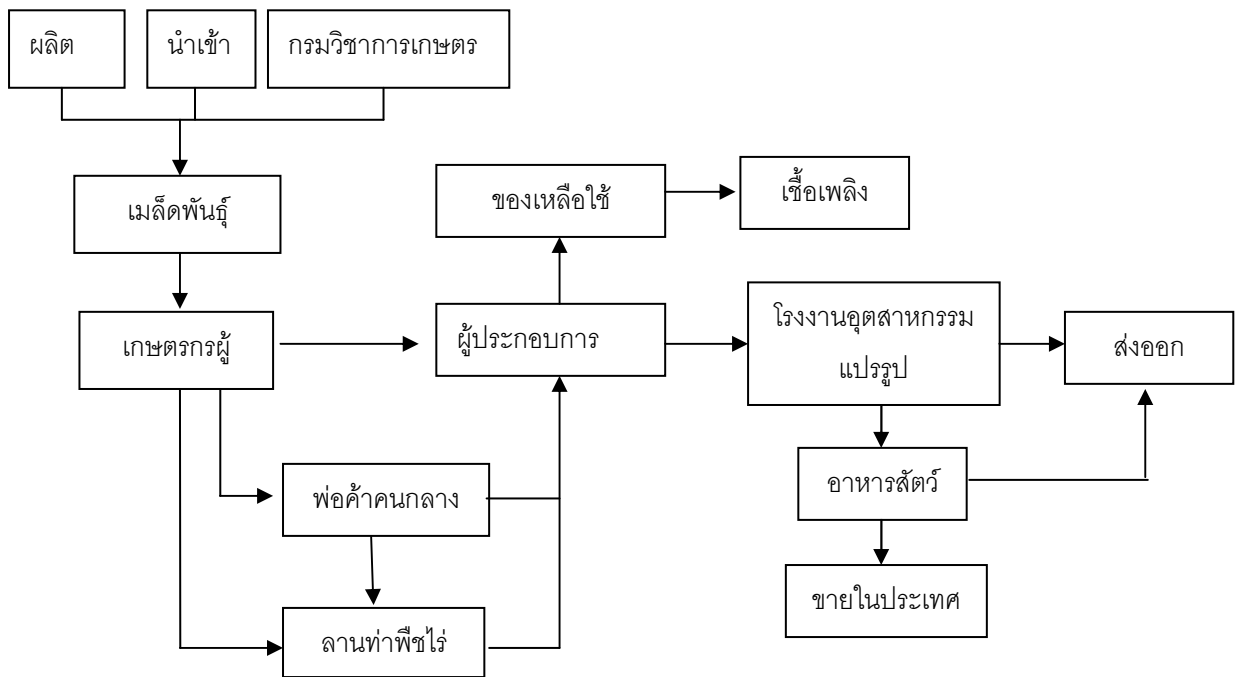 ผลิต
นำเข้า
กรมวิชาการเกษตร
เมล็ดพันธุ์
ของเหลือใช้
เชื้อเพลิง
เกษตรกรผู้
ผู้ประกอบการ
โรงงานอุตสาหกรรม
แปรรูป
ส่งออก
พ่อค้าคนกลาง
อาหารสัตว์
ลานท่าพืชไร่
ขายในประเทศ